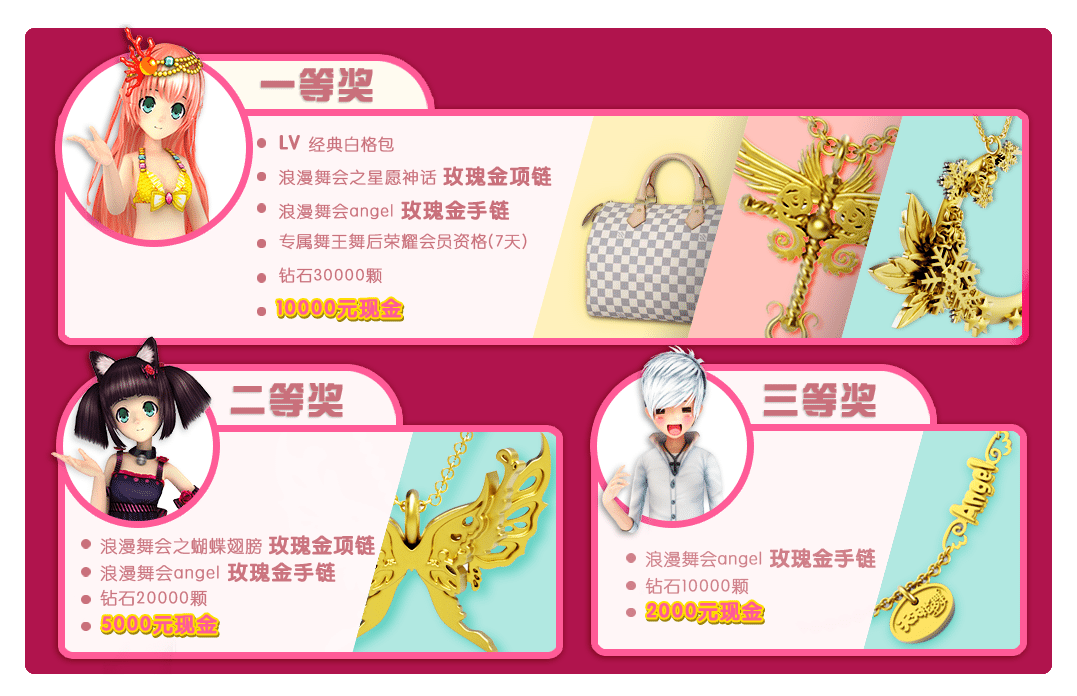 一等奖
LV 经典白格包
浪漫舞会之星愿神话 玫瑰金项链
浪漫舞会angel 玫瑰金手链
专属舞王舞后荣耀会员资格(7天)
钻石30000颗
10000元现金
二等奖
浪漫舞会之蝴蝶翅膀 玫瑰金项链
浪漫舞会angel 玫瑰金手链
钻石20000颗
5000元现金
三等奖
浪漫舞会angel 玫瑰金手链
钻石10000颗
2000元现金
Angel